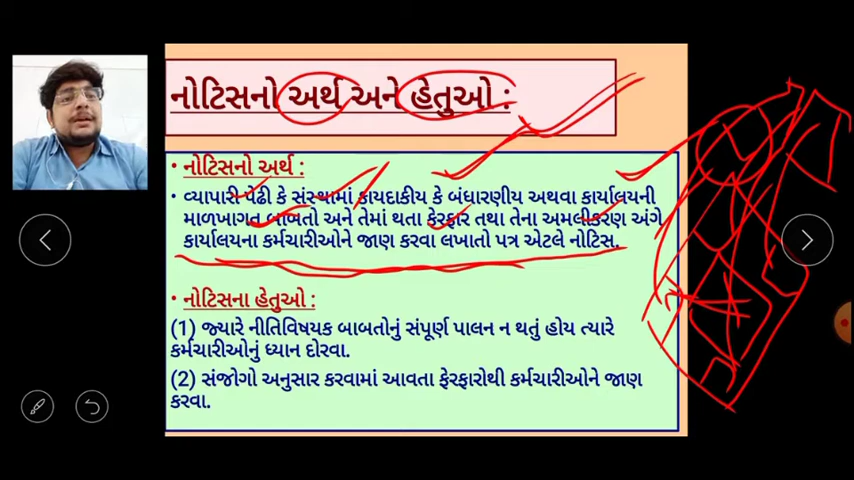 નોટિસનો અર્થ અને હેતુઓ :
• નોટિસનો અર્થ :
• વ્યાપારી પેઢી કે સંસ્થામાં કાયદાકીય કે બંધારણીય અથવા કાર્યાલયની
માળખાગત બાબતો અને તેમાં થતા ફેરફાર તથા તેના અમલીકરણ અંગે
કાર્યાલયના કર્મચારીઓને જાણ કરવા લખાતો પત્ર એટલે નોટિસ.
• નોટિસના હેતુઓ :
(1) જ્યારે નીતિવિષયક બાબતોનું સંપૂર્ણ પાલન ન થતું હોય ત્યારે
કર્મચારીઓનું ધ્યાન દોરવા.
(2) સંજોગો અનુસાર કરવામાં આવતા ફેરફારોથી કર્મચારીઓને જાણ
કરવા.